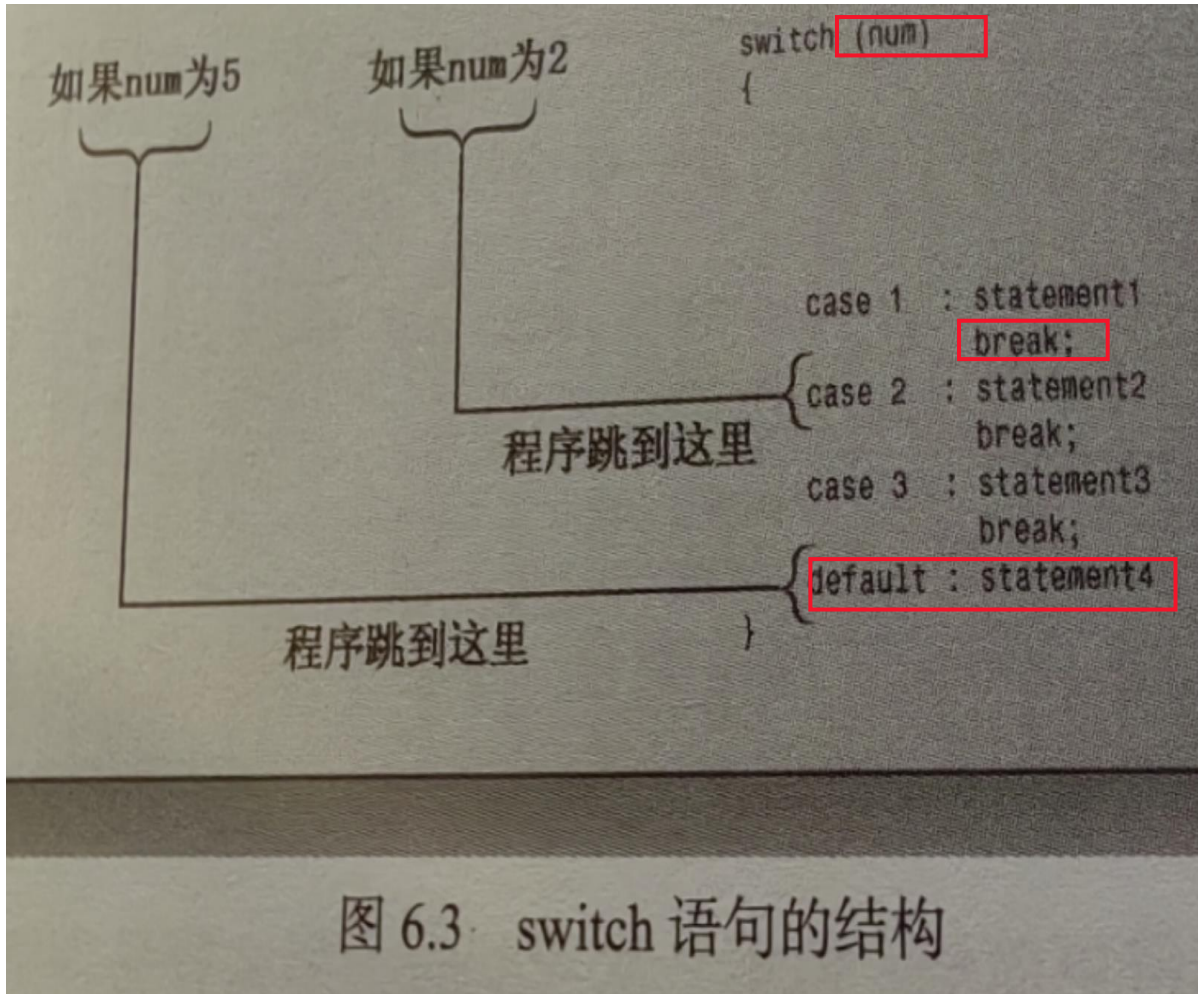 如果num为5
如果num为2
switch (num)
{
case 1 : statement1
break;
case 2 : statement2
break;
程序跳到这里
case 3 : statement3
break;
default : statement4
程序跳到这里
}
图 6.3 switch 语句的结构